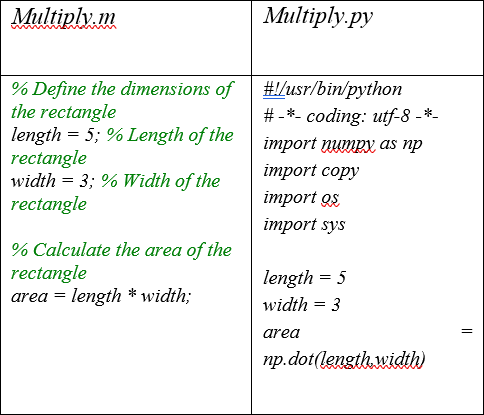 Multiply.m
Multiply.py
% Define the dimensions of
the rectangle
length = 5; % Length of the
rectangle
width = 3; % Width of the
rectangle
% Calculate the area of the
rectangle
area = length * width;
#!/usr/bin/python
# -*- coding: utf-8 -*-
import numpy as np
import copy
import os
import sys
length = 5
width = 3
area =
np.dot(length,width)